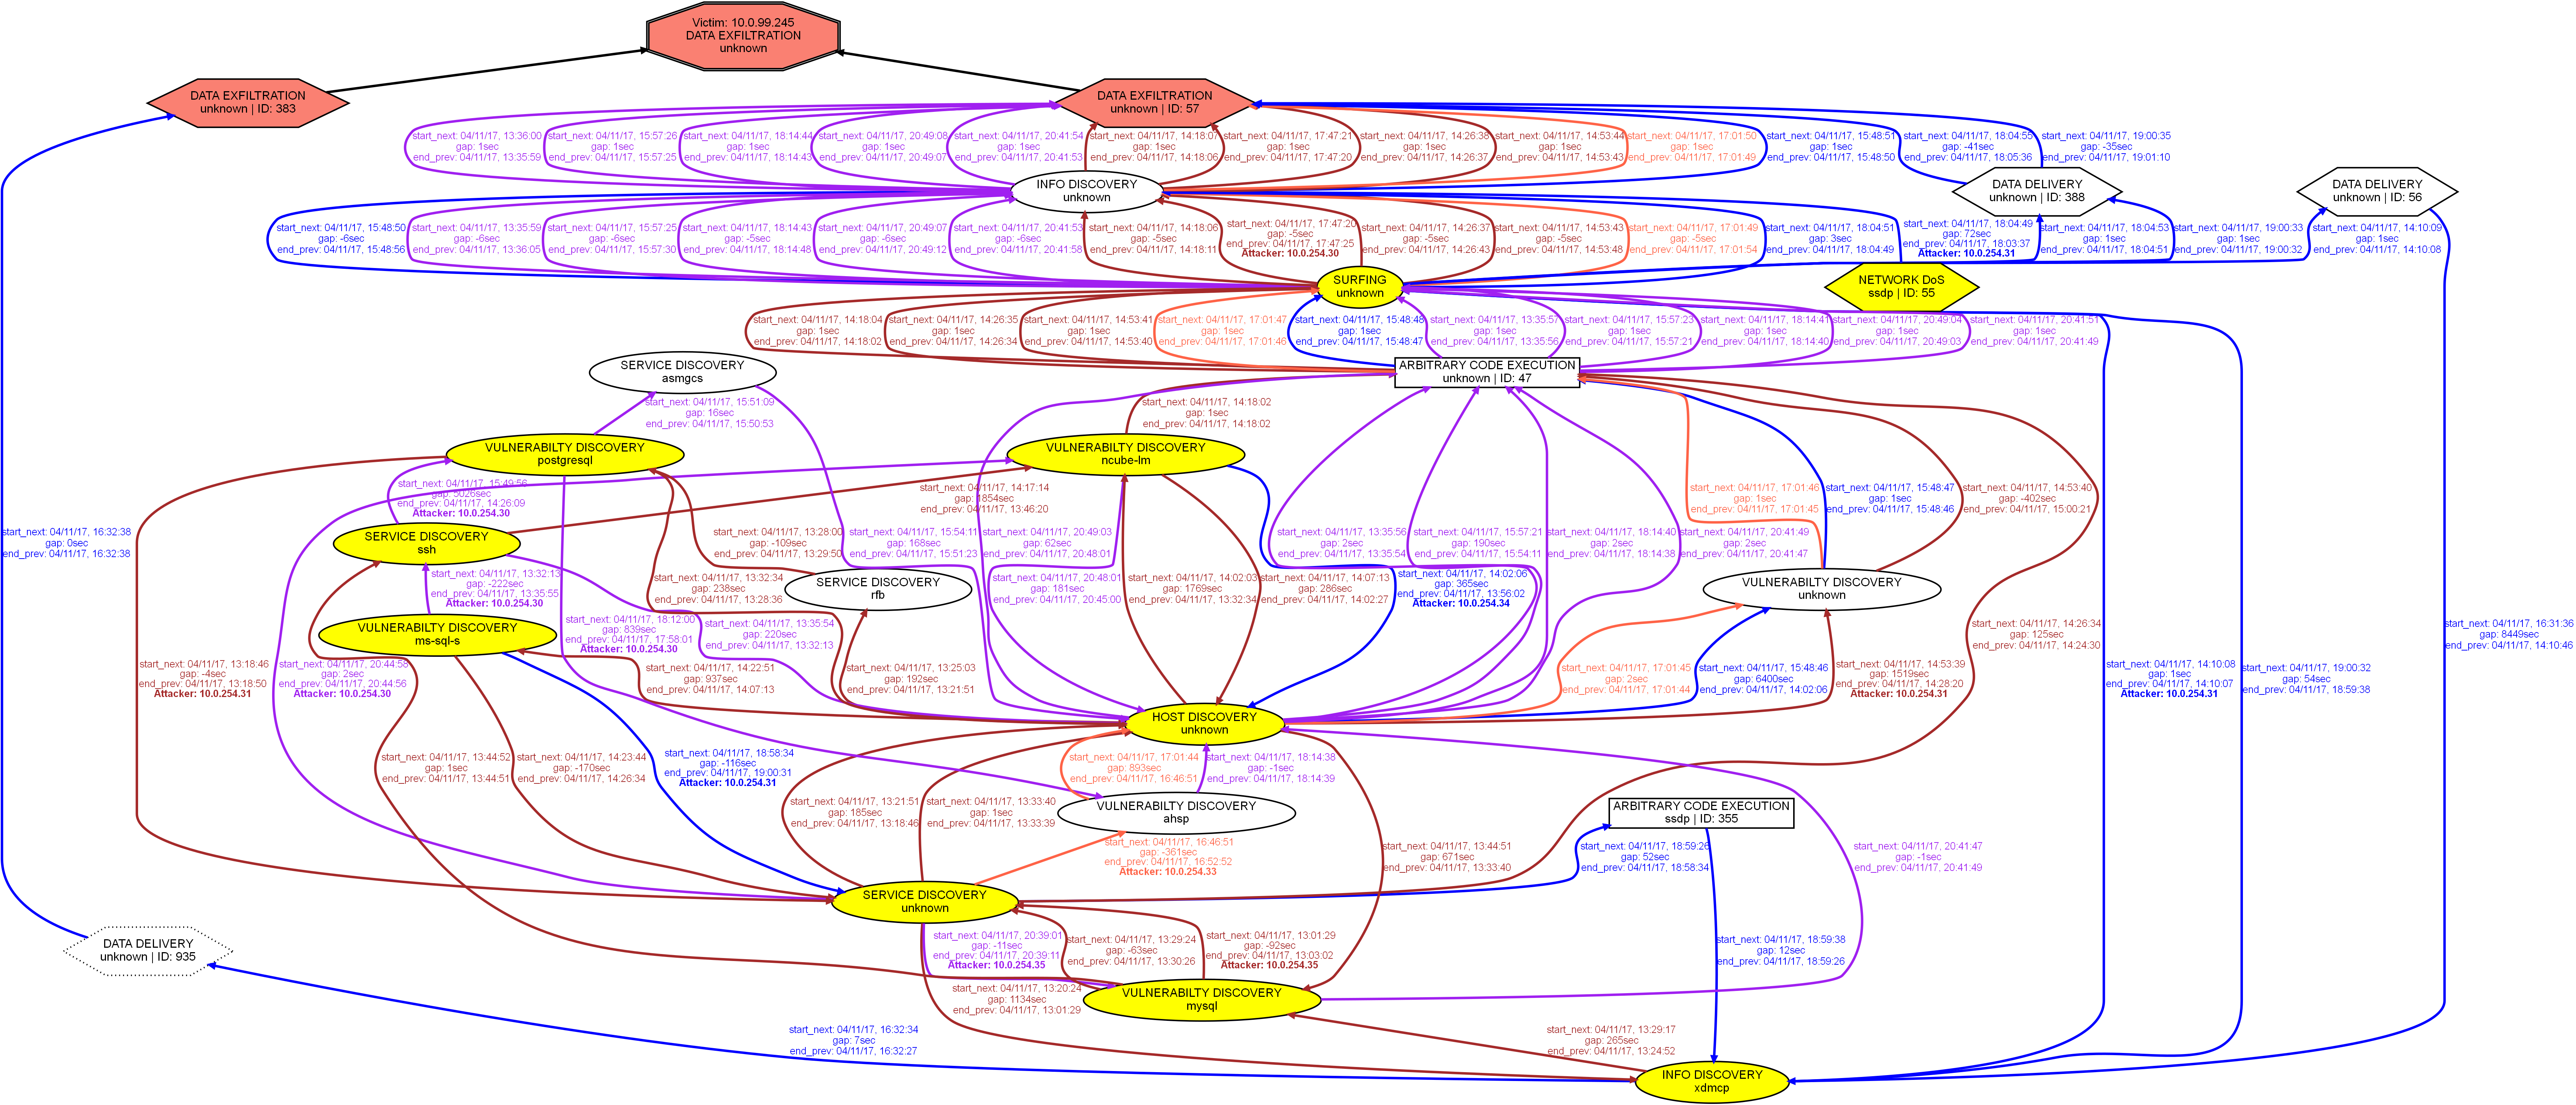 Victim: 10.0.99.245
DATA EXFILTRATION
unknown
DATA EXFILTRATION
unknown | ID: 383
DATA EXFILTRATION
unknown | ID: 57
start_next: 04/11/17, 13:36:00
gap: 1sec
end_prev: 04/11/17, 13:35:59
start_next: 04/11/17, 15:57:26
gap: 1sec
end_prev: 04/11/17, 15:57:25
start_next: 04/11/17, 18:14:44
gap: 1sec
end_prev: 04/11/17, 18:14:43
start_next: 04/11/17, 20:49:08
gap: 1sec
end_prev: 04/11/17, 20:49:07
start_next: 04/11/17, 20:41:54
gap: 1sec
end_prev: 04/11/17, 20:41:53
start_next: 04/11/17, 14:18:07
gap: 1sec
end_prev: 04/11/17, 14:18:06
start_next: 04/11/17, 17:47:21
gap: 1sec
end_prev: 04/11/17, 17:47:20
start_next: 04/11/17, 14:26:38
gap: 1sec
end_prev: 04/11/17, 14:26:37
start_next: 04/11/17, 14:53:44
gap: 1sec
end_prev: 04/11/17, 14:53:43
start_next: 04/11/17, 17:01:50
gap: 1sec
end_prev: 04/11/17, 17:01:49
start_next: 04/11/17, 15:48:51
gap: 1sec
end_prev: 04/11/17, 15:48:50
start_next: 04/11/17, 18:04:55
gap: -41sec
end_prev: 04/11/17, 18:05:36
start_next: 04/11/17, 19:00:35
gap: -35sec
end_prev: 04/11/17, 19:01:10
INFO DISCOVERY
unknown
DATA DELIVERY
unknown | ID: 388
DATA DELIVERY
unknown | ID: 56
start_next: 04/11/17, 15:48:50
gap: -6sec
end_prev: 04/11/17, 15:48:56
start_next: 04/11/17, 13:35:59
gap: -6sec
end_prev: 04/11/17, 13:36:05
start_next: 04/11/17, 15:57:25
gap: -6sec
end_prev: 04/11/17, 15:57:30
start_next: 04/11/17, 18:14:43
gap: -5sec
end_prev: 04/11/17, 18:14:48
start_next: 04/11/17, 20:49:07
gap: -6sec
end_prev: 04/11/17, 20:49:12
start_next: 04/11/17, 20:41:53
gap: -6sec
end_prev: 04/11/17, 20:41:58
start_next: 04/11/17, 14:18:06
gap: -5sec
end_prev: 04/11/17, 14:18:11
start_next: 04/11/17, 17:47:20
gap: -5sec
end_prev: 04/11/17, 17:47:25
Attacker: 10.0.254.30
start_next: 04/11/17, 14:26:37
gap: -5sec
end_prev: 04/11/17, 14:26:43
start_next: 04/11/17, 14:53:43
gap: -5sec
end_prev: 04/11/17, 14:53:48
start_next: 04/11/17, 17:01:49
gap: -5sec
end_prev: 04/11/17, 17:01:54
start_next: 04/11/17, 18:04:51
gap: 3sec
end_prev: 04/11/17, 18:04:49
start_next: 04/11/17, 18:04:49
gap: 72sec
end_prev: 04/11/17, 18:03:37
Attacker: 10.0.254.31
start_next: 04/11/17, 18:04:53
gap: 1sec
end_prev: 04/11/17, 18:04:51
start_next: 04/11/17, 19:00:33
gap: 1sec
end_prev: 04/11/17, 19:00:32
start_next: 04/11/17, 14:10:09
gap: 1sec
end_prev: 04/11/17, 14:10:08
SURFING
unknown
NETWORK DoS
ssdp | ID: 55
start_next: 04/11/17, 14:18:04
gap: 1sec
end_prev: 04/11/17, 14:18:02
start_next: 04/11/17, 14:26:35
gap: 1sec
end_prev: 04/11/17, 14:26:34
start_next: 04/11/17, 14:53:41
gap: 1sec
end_prev: 04/11/17, 14:53:40
start_next: 04/11/17, 17:01:47
gap: 1sec
end_prev: 04/11/17, 17:01:46
start_next: 04/11/17, 15:48:48
gap: 1sec
end_prev: 04/11/17, 15:48:47
start_next: 04/11/17, 13:35:57
gap: 1sec
end_prev: 04/11/17, 13:35:56
start_next: 04/11/17, 15:57:23
gap: 1sec
end_prev: 04/11/17, 15:57:21
start_next: 04/11/17, 18:14:41
gap: 1sec
end_prev: 04/11/17, 18:14:40
start_next: 04/11/17, 20:49:04
gap: 1sec
end_prev: 04/11/17, 20:49:03
start_next: 04/11/17, 20:41:51
gap: 1sec
end_prev: 04/11/17, 20:41:49
SERVICE DISCOVERY
asmgcs
ARBITRARY CODE EXECUTION
unknown | ID: 47
start_next: 04/11/17, 15:51:09
gap: 16sec
end_prev: 04/11/17, 15:50:53
start_next: 04/11/17, 14:18:02
gap: 1sec
end_prev: 04/11/17, 14:18:02
VULNERABILTY DISCOVERY
postgresql
VULNERABILTY DISCOVERY
ncube-lm
start_next: 04/11/17, 15:49:56
gap: 5026sec
end_prev: 04/11/17, 14:26:09
Attacker: 10.0.254.30
start_next: 04/11/17, 14:17:14
gap: 1854sec
end_prev: 04/11/17, 13:46:20
start_next: 04/11/17, 17:01:46
gap: 1sec
end_prev: 04/11/17, 17:01:45
start_next: 04/11/17, 15:48:47
gap: 1sec
end_prev: 04/11/17, 15:48:46
start_next: 04/11/17, 14:53:40
gap: -402sec
end_prev: 04/11/17, 15:00:21
SERVICE DISCOVERY
ssh
start_next: 04/11/17, 16:32:38
gap: 0sec
end_prev: 04/11/17, 16:32:38
start_next: 04/11/17, 13:28:00
gap: -109sec
end_prev: 04/11/17, 13:29:50
start_next: 04/11/17, 15:54:11
gap: 168sec
end_prev: 04/11/17, 15:51:23
start_next: 04/11/17, 20:49:03
gap: 62sec
end_prev: 04/11/17, 20:48:01
start_next: 04/11/17, 13:35:56
gap: 2sec
end_prev: 04/11/17, 13:35:54
start_next: 04/11/17, 15:57:21
gap: 190sec
end_prev: 04/11/17, 15:54:11
start_next: 04/11/17, 18:14:40
gap: 2sec
end_prev: 04/11/17, 18:14:38
start_next: 04/11/17, 20:41:49
gap: 2sec
end_prev: 04/11/17, 20:41:47
start_next: 04/11/17, 13:32:13
gap: -222sec
end_prev: 04/11/17, 13:35:55
Attacker: 10.0.254.30
start_next: 04/11/17, 13:32:34
gap: 238sec
end_prev: 04/11/17, 13:28:36
SERVICE DISCOVERY
rfb
start_next: 04/11/17, 20:48:01
gap: 181sec
end_prev: 04/11/17, 20:45:00
start_next: 04/11/17, 14:02:03
gap: 1769sec
end_prev: 04/11/17, 13:32:34
start_next: 04/11/17, 14:07:13
gap: 286sec
end_prev: 04/11/17, 14:02:27
start_next: 04/11/17, 14:02:06
gap: 365sec
end_prev: 04/11/17, 13:56:02
Attacker: 10.0.254.34
VULNERABILTY DISCOVERY
unknown
VULNERABILTY DISCOVERY
ms-sql-s
start_next: 04/11/17, 18:12:00
gap: 839sec
end_prev: 04/11/17, 17:58:01
Attacker: 10.0.254.30
start_next: 04/11/17, 13:35:54
gap: 220sec
end_prev: 04/11/17, 13:32:13
start_next: 04/11/17, 14:26:34
gap: 125sec
end_prev: 04/11/17, 14:24:30
start_next: 04/11/17, 16:31:36
gap: 8449sec
end_prev: 04/11/17, 14:10:46
start_next: 04/11/17, 13:18:46
gap: -4sec
end_prev: 04/11/17, 13:18:50
Attacker: 10.0.254.31
start_next: 04/11/17, 20:44:58
gap: 2sec
end_prev: 04/11/17, 20:44:56
Attacker: 10.0.254.30
start_next: 04/11/17, 14:22:51
gap: 937sec
end_prev: 04/11/17, 14:07:13
start_next: 04/11/17, 13:25:03
gap: 192sec
end_prev: 04/11/17, 13:21:51
start_next: 04/11/17, 17:01:45
gap: 2sec
end_prev: 04/11/17, 17:01:44
start_next: 04/11/17, 15:48:46
gap: 6400sec
end_prev: 04/11/17, 14:02:06
start_next: 04/11/17, 14:53:39
gap: 1519sec
end_prev: 04/11/17, 14:28:20
Attacker: 10.0.254.31
start_next: 04/11/17, 14:10:08
gap: 1sec
end_prev: 04/11/17, 14:10:07
Attacker: 10.0.254.31
start_next: 04/11/17, 19:00:32
gap: 54sec
end_prev: 04/11/17, 18:59:38
HOST DISCOVERY
unknown
start_next: 04/11/17, 13:44:52
gap: 1sec
end_prev: 04/11/17, 13:44:51
start_next: 04/11/17, 14:23:44
gap: -170sec
end_prev: 04/11/17, 14:26:34
start_next: 04/11/17, 18:58:34
gap: -116sec
end_prev: 04/11/17, 19:00:31
Attacker: 10.0.254.31
start_next: 04/11/17, 17:01:44
gap: 893sec
end_prev: 04/11/17, 16:46:51
start_next: 04/11/17, 18:14:38
gap: -1sec
end_prev: 04/11/17, 18:14:39
start_next: 04/11/17, 13:21:51
gap: 185sec
end_prev: 04/11/17, 13:18:46
start_next: 04/11/17, 13:33:40
gap: 1sec
end_prev: 04/11/17, 13:33:39
VULNERABILTY DISCOVERY
ahsp
ARBITRARY CODE EXECUTION
ssdp | ID: 355
start_next: 04/11/17, 16:46:51
gap: -361sec
end_prev: 04/11/17, 16:52:52
Attacker: 10.0.254.33
start_next: 04/11/17, 13:44:51
gap: 671sec
end_prev: 04/11/17, 13:33:40
start_next: 04/11/17, 18:59:26
gap: 52sec
end_prev: 04/11/17, 18:58:34
start_next: 04/11/17, 20:41:47
gap: -1sec
end_prev: 04/11/17, 20:41:49
SERVICE DISCOVERY
unknown
DATA DELIVERY
unknown | ID: 935
start_next: 04/11/17, 20:39:01
gap: -11sec
end_prev: 04/11/17, 20:39:11
Attacker: 10.0.254.35
start_next: 04/11/17, 13:29:24
gap: -63sec
end_prev: 04/11/17, 13:30:26
start_next: 04/11/17, 13:01:29
gap: -92sec
end_prev: 04/11/17, 13:03:02
Attacker: 10.0.254.35
start_next: 04/11/17, 18:59:38
gap: 12sec
end_prev: 04/11/17, 18:59:26
start_next: 04/11/17, 13:20:24
gap: 1134sec
end_prev: 04/11/17, 13:01:29
VULNERABILTY DISCOVERY
mysql
start_next: 04/11/17, 16:32:34
gap: 7sec
end_prev: 04/11/17, 16:32:27
start_next: 04/11/17, 13:29:17
gap: 265sec
end_prev: 04/11/17, 13:24:52
INFO DISCOVERY
xdmcp